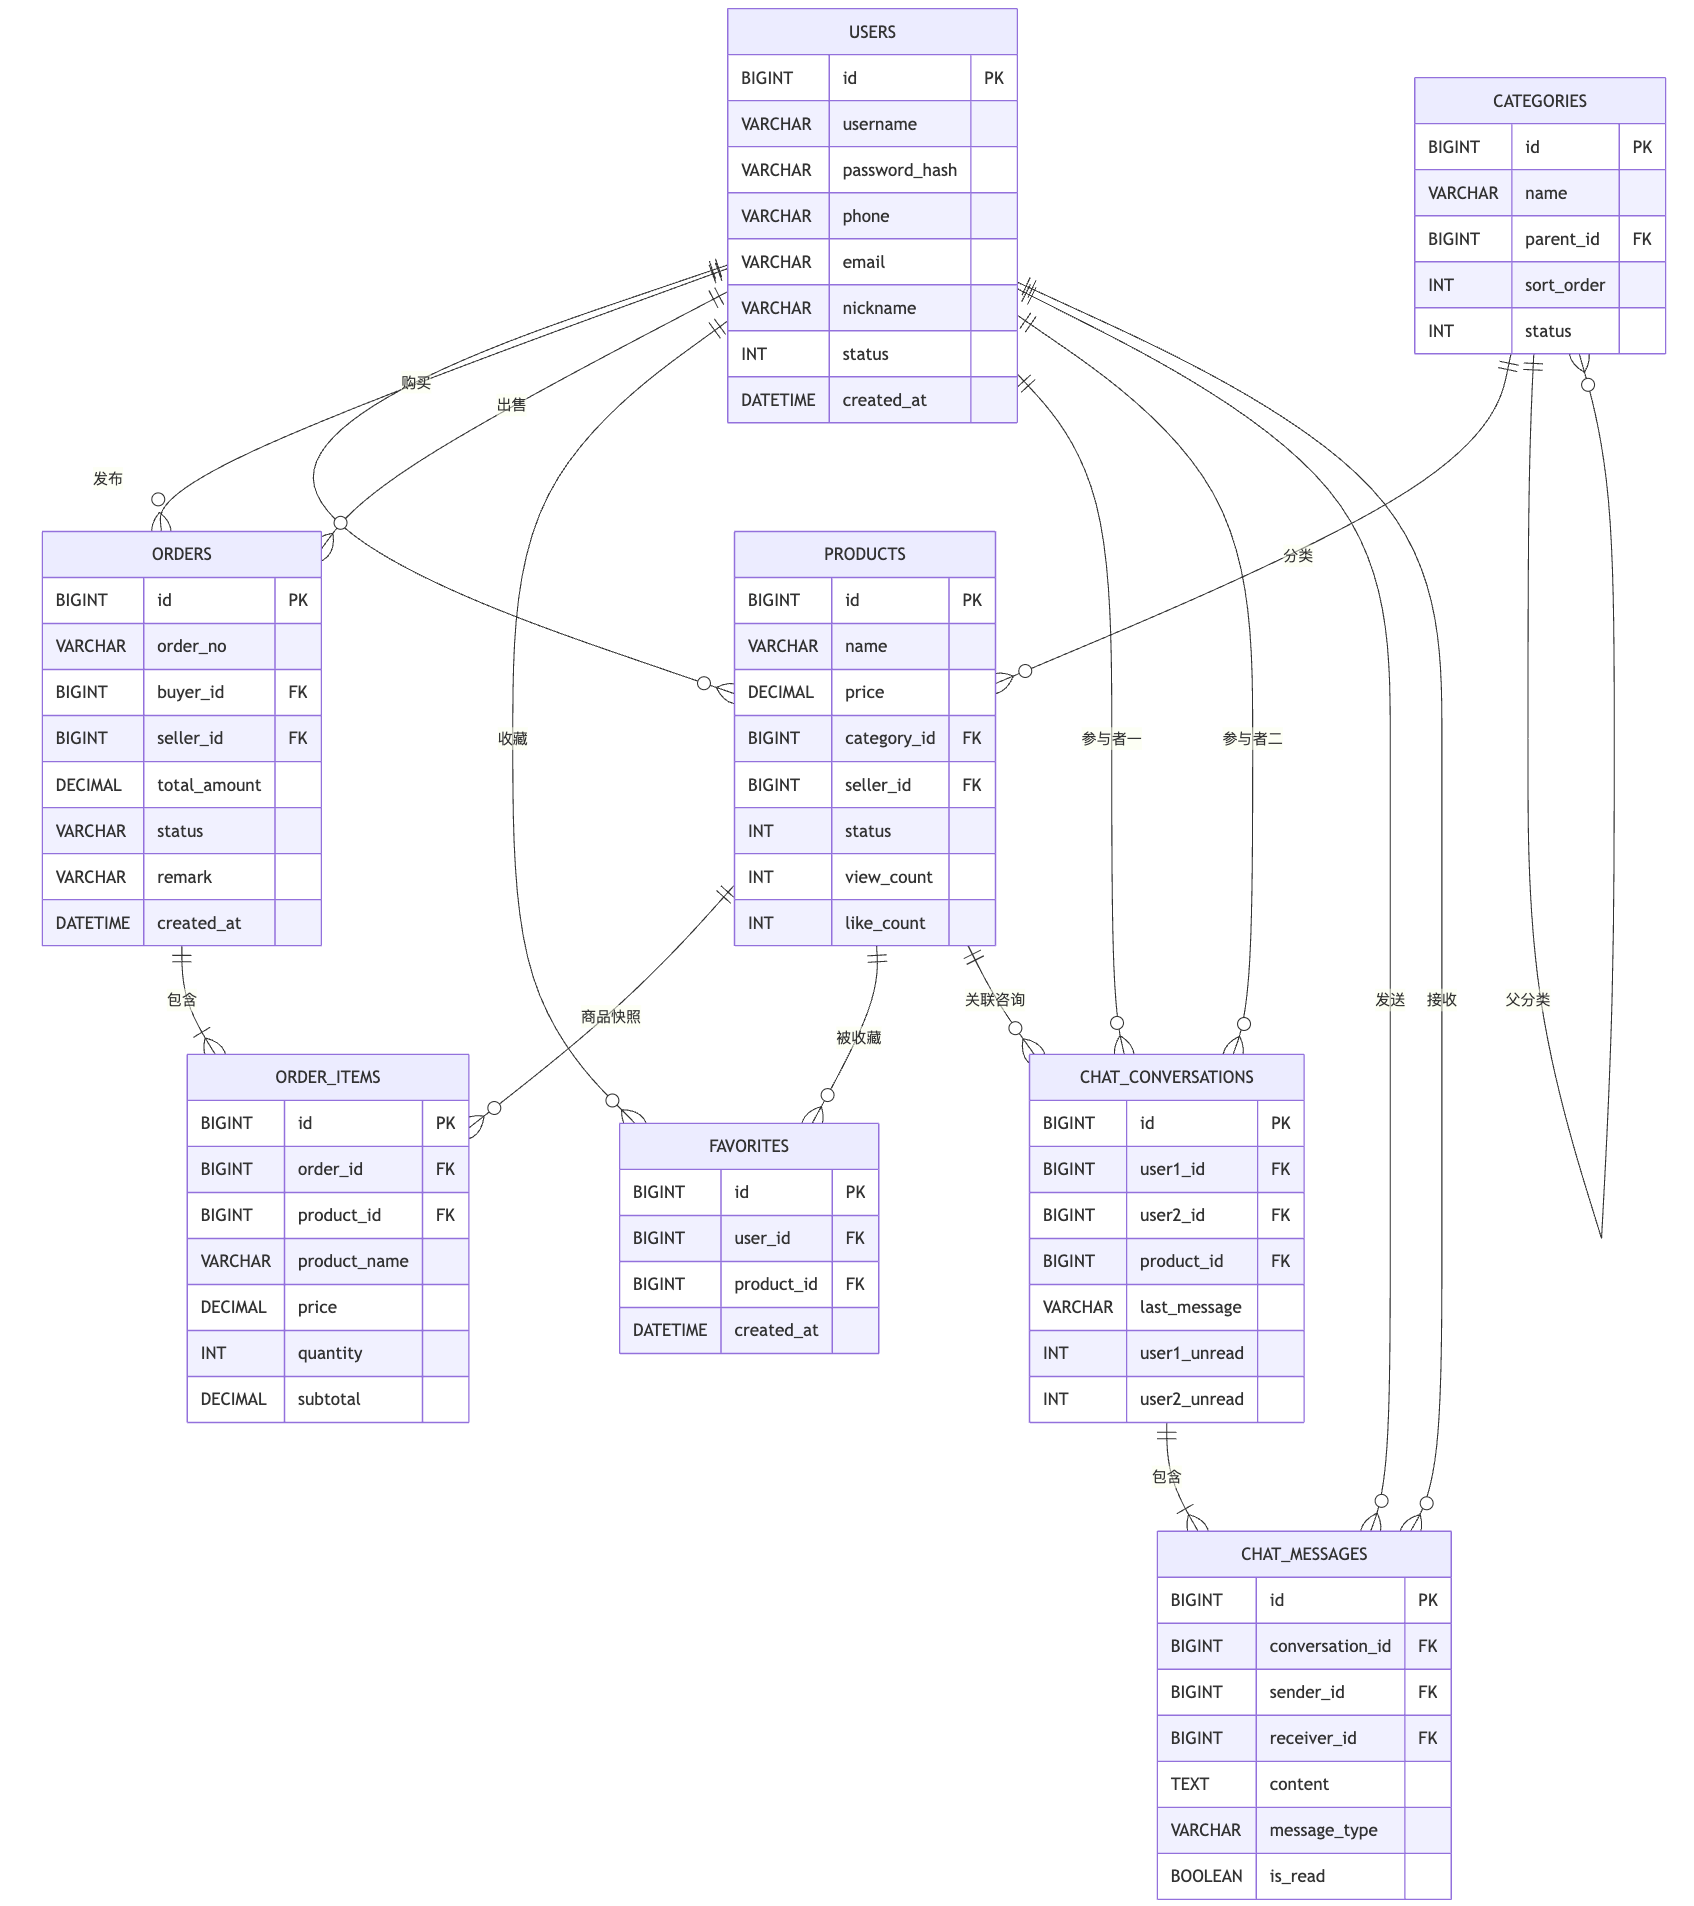 USERS
BIGINT id PK
VARCHAR username
VARCHAR password_hash
VARCHAR phone
VARCHAR email
VARCHAR nickname
INT status
DATETIME created_at
CATEGORIES
BIGINT id PK
VARCHAR name
BIGINT parent_id FK
INT sort_order
INT status
购买
出售
发布
分类
ORDERS
BIGINT id PK
VARCHAR order_no
BIGINT buyer_id FK
BIGINT seller_id FK
DECIMAL total_amount
VARCHAR status
VARCHAR remark
DATETIME created_at
PRODUCTS
BIGINT id PK
VARCHAR name
DECIMAL price
BIGINT category_id FK
BIGINT seller_id FK
INT status
INT view_count
INT like_count
收藏
参与者一
参与者二
包含
商品快照
被收藏
关联咨询
发送
接收
父分类
ORDER_ITEMS
BIGINT id PK
BIGINT order_id FK
BIGINT product_id FK
VARCHAR product_name
DECIMAL price
INT quantity
DECIMAL subtotal
FAVORITES
BIGINT id PK
BIGINT user_id FK
BIGINT product_id FK
DATETIME created_at
CHAT_CONVERSATIONS
BIGINT id PK
BIGINT user1_id FK
BIGINT user2_id FK
BIGINT product_id FK
VARCHAR last_message
INT user1_unread
INT user2_unread
包含
CHAT_MESSAGES
BIGINT id PK
BIGINT conversation_id FK
BIGINT sender_id FK
BIGINT receiver_id FK
TEXT content
VARCHAR message_type
BOOLEAN is_read